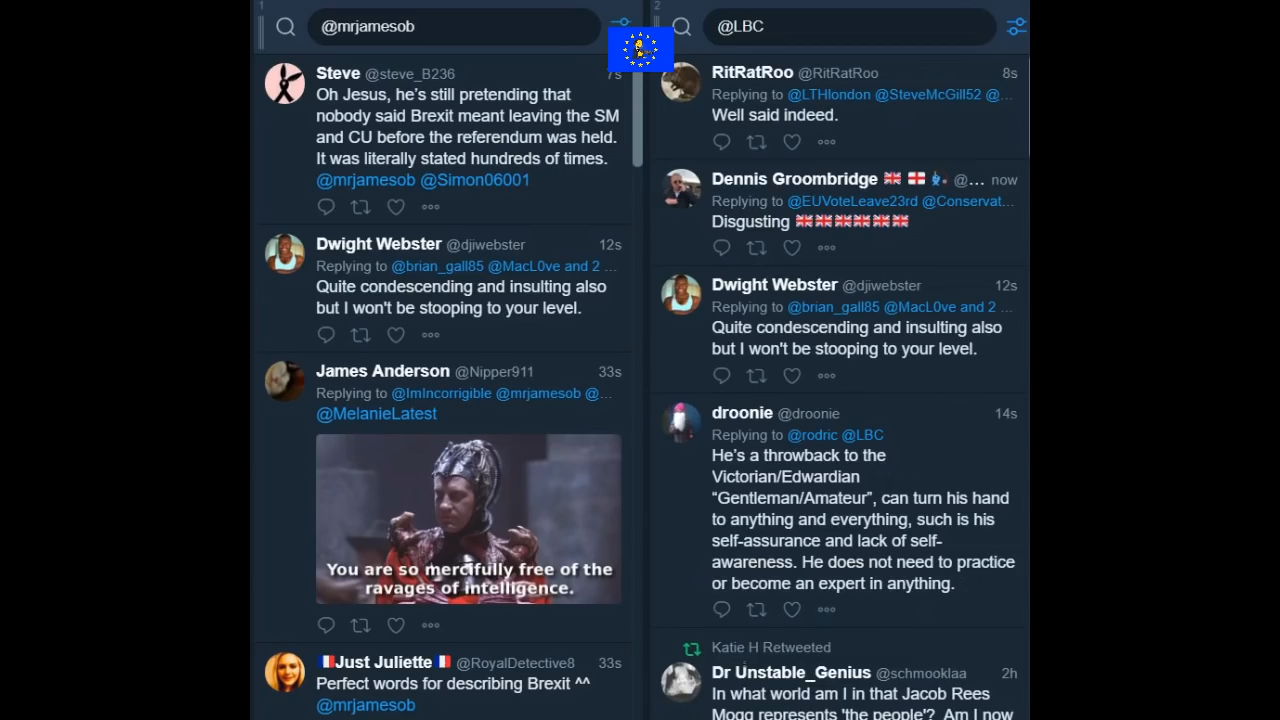 1
@mrjamesob
Steve @steve_B236 7s
Oh Jesus, he's still pretending that
nobody said Brexit meant leaving the SM
and CU before the referendum was held.
It was literally stated hundreds of times.
@mrjamesob @Simon06001
Dwight Webster @djiwebster 12s
Replying to @brian_gall85 @MacL0ve and 2 ...
Quite condescending and insulting also
but I won't be stooping to your level.
James Anderson @Nipper911 33s
Replying to @ImIncorrigible @mrjamesob @...
@MelanieLatest
You are so mercifully free of the
ravages of intelligence.
Just Juliette @RoyalDetective8 33s
Perfect words for describing Brexit ^^
@mrjamesob
2
@LBC
RitRatRoo @RitRatRoo 8s
Replying to @LTHlondon @SteveMcGill52 @...
Well said indeed.
Dennis Groombridge @... now
Replying to @EUVoteLeave23rd @Conservat...
Disgusting
Dwight Webster @djiwebster 12s
Replying to @brian_gall85 @MacL0ve and 2 ...
Quite condescending and insulting also
but I won't be stooping to your level.
droonie @droonie 14s
Replying to @rodric @LBC
He's a throwback to the
Victorian/Edwardian
“Gentleman/Amateur”, can turn his hand
to anything and everything, such is his
self-assurance and lack of self-
awareness. He does not need to practice
or become an expert in anything.
Katie H Retweeted
Dr Unstable_Genius @schmooklaa 2h
In what world am I in that Jacob Rees
Mogg represents 'the people'? Am I now